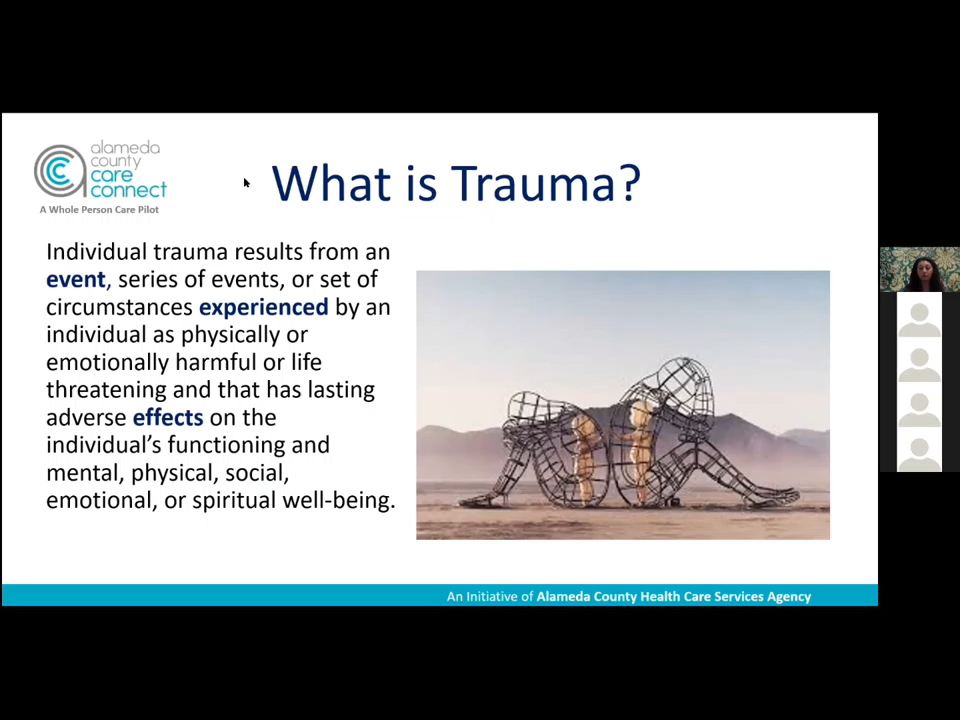 alameda
county
care
connect
A Whole Person Care Pilot
What is Trauma?
Individual trauma results from an
event, series of events, or set of
circumstances experienced by an
individual as physically or
emotionally harmful or life
threatening and that has lasting
adverse effects on the
individual's functioning and
mental, physical, social,
emotional, or spiritual well-being.
An Initiative of Alameda County Health Care Services Agency